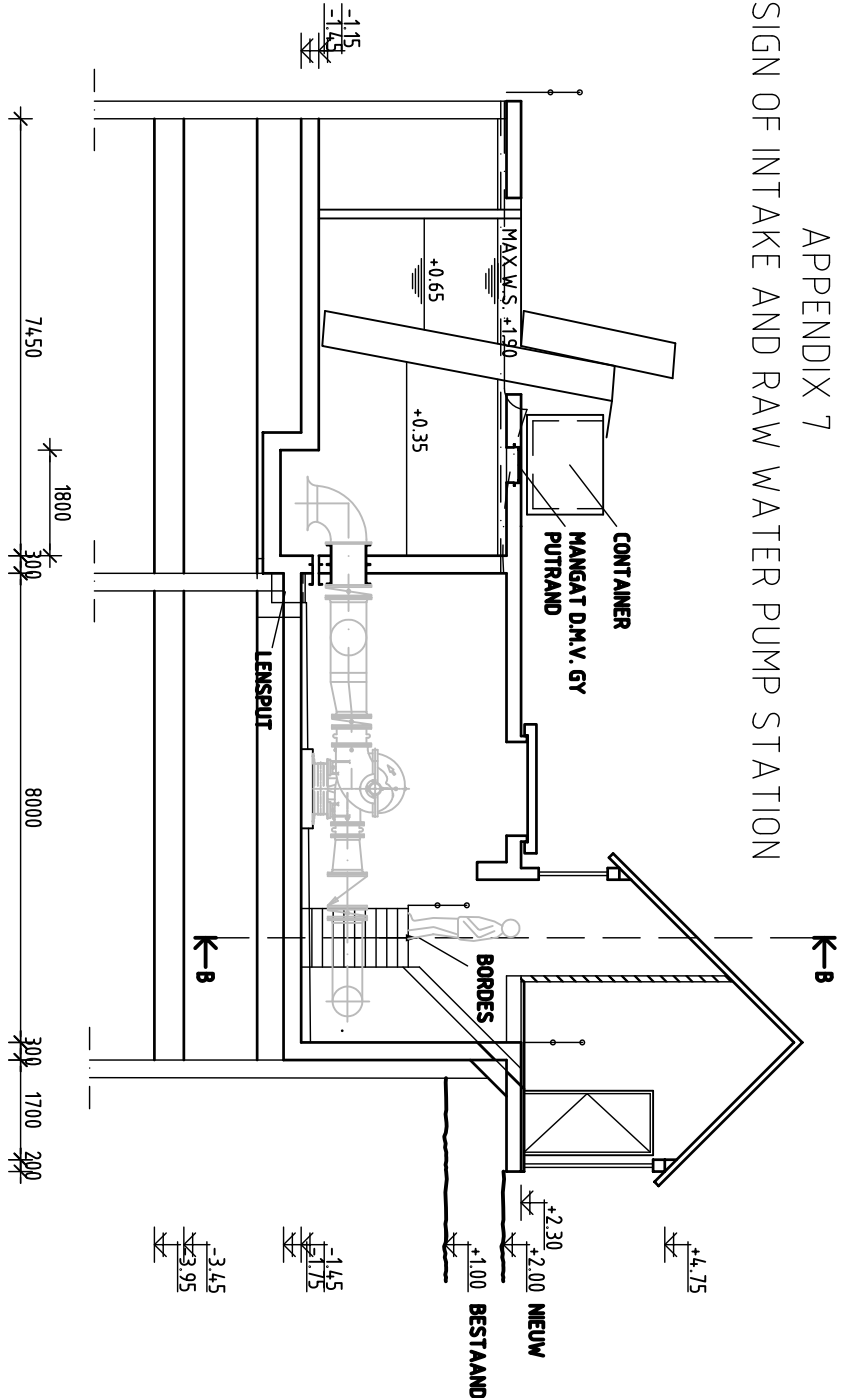 APPENDIX 7
SIGN OF INTAKE AND RAW WATER PUMP STATION
CONTAINER
MANGAT D.M.V. GY
PUTRAND
MAX W.S. +1.90
+0.65
+0.35
-1.15
-1.45
LENSPUT
BORDES
B
B
+4.75
+2.30
+2.00 NIEUW
+1.00 BESTAAND
-1.45
-1.75
-3.45
-3.95
1800
7450
300
8000
300
1700
200